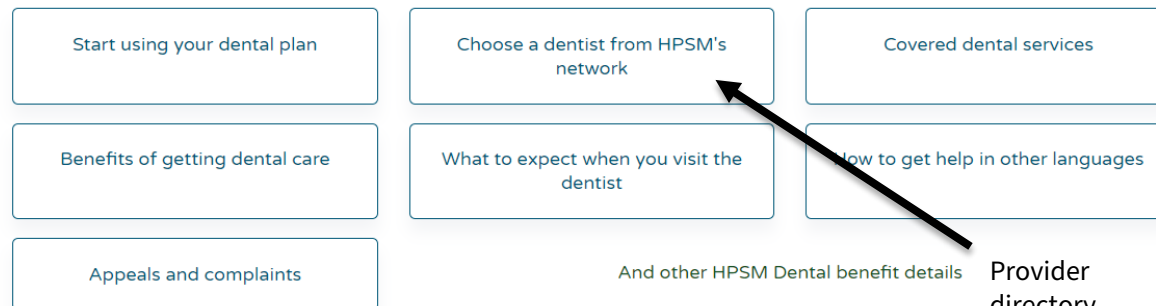 Start using your dental plan
Choose a dentist from HPSM's
network
Covered dental services
Benefits of getting dental care
What to expect when you visit the
dentist
How to get help in other languages
Appeals and complaints
And other HPSM Dental benefit details
Provider
directory